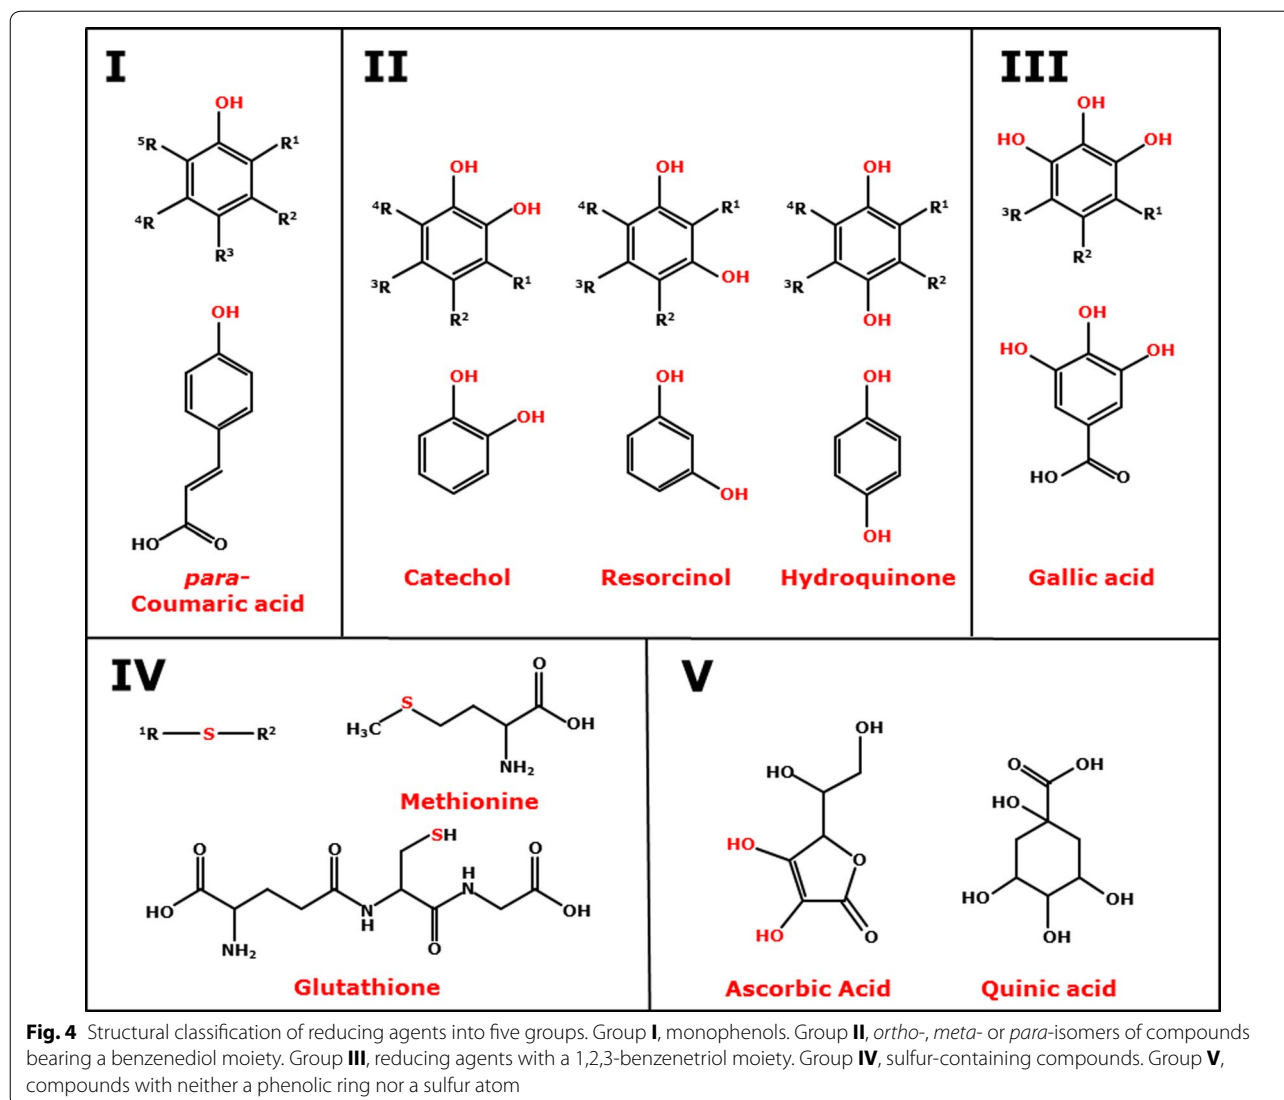 I
II
III
OH
⁵R
R¹
⁴R
R²
R³
OH
⁴R
OH
³R
R¹
R²
OH
⁴R
R¹
³R
OH
R²
OH
⁴R
R¹
³R
R²
OH
OH
HO
OH
³R
R¹
R²
OH
HO
O
para-
Coumaric acid
OH
OH
Catechol
OH
OH
Resorcinol
OH
OH
Hydroquinone
OH
HO
OH
HO
O
Gallic acid
IV
¹R
S
R²
O
S
H₃C
OH
NH₂
Methionine
SH
O
O
H
N
O
HO
N
H
OH
NH₂
O
Glutathione
V
OH
HO
HO
O
HO
O
Ascorbic Acid
O
OH
HO
HO
OH
OH
Quinic acid
Fig. 4 Structural classification of reducing agents into five groups. Group I, monophenols. Group II, ortho-, meta- or para-isomers of compounds
bearing a benzenediol moiety. Group III, reducing agents with a 1,2,3-benzenetriol moiety. Group IV, sulfur-containing compounds. Group V,
compounds with neither a phenolic ring nor a sulfur atom